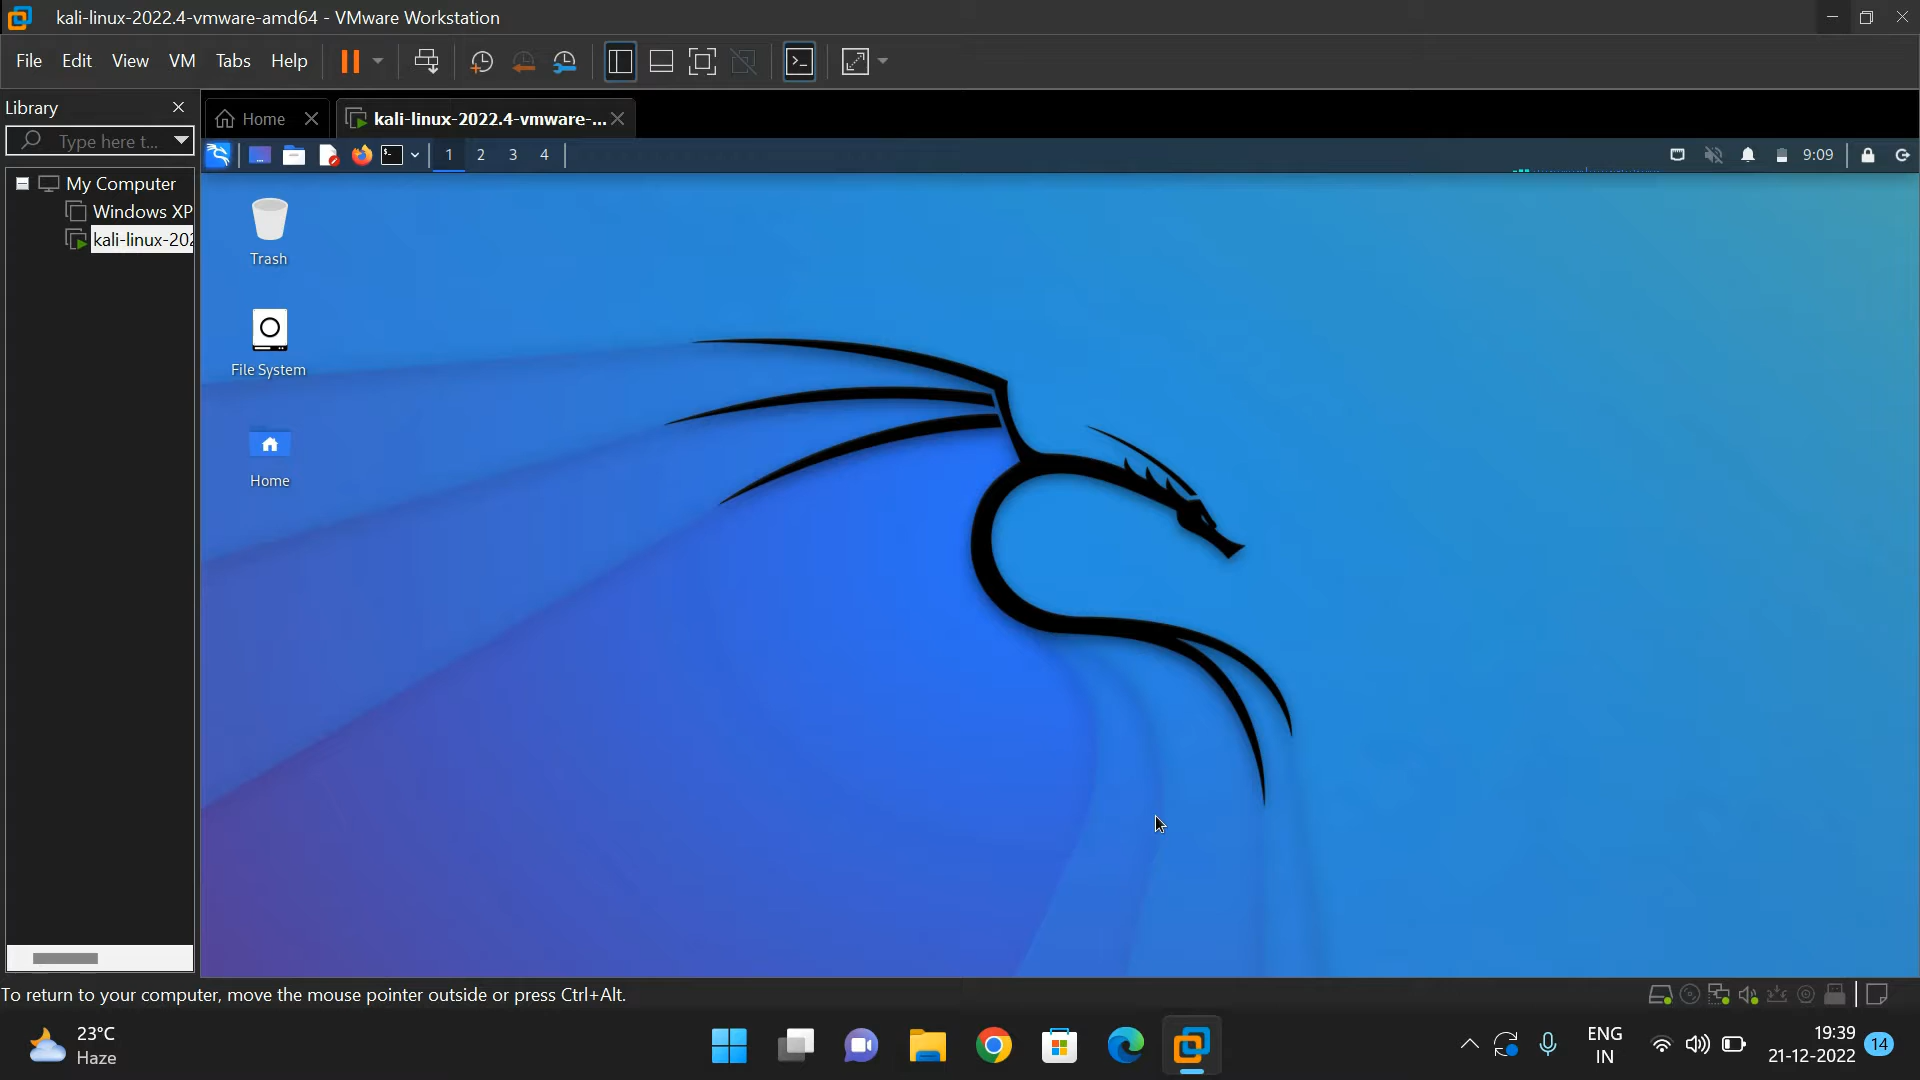 kali-linux-2022.4-vmware-amd64 - VMware Workstation
File Edit View VM Tabs Help
Library
Home
kali-linux-2022.4-vmware-...
Type here t...
1 2 3 4
9:09
My Computer
Windows XP
kali-linux-202
Trash
File System
Home
To return to your computer, move the mouse pointer outside or press Ctrl+Alt.
23°C
Haze
ENG
IN
19:39
21-12-2022
14